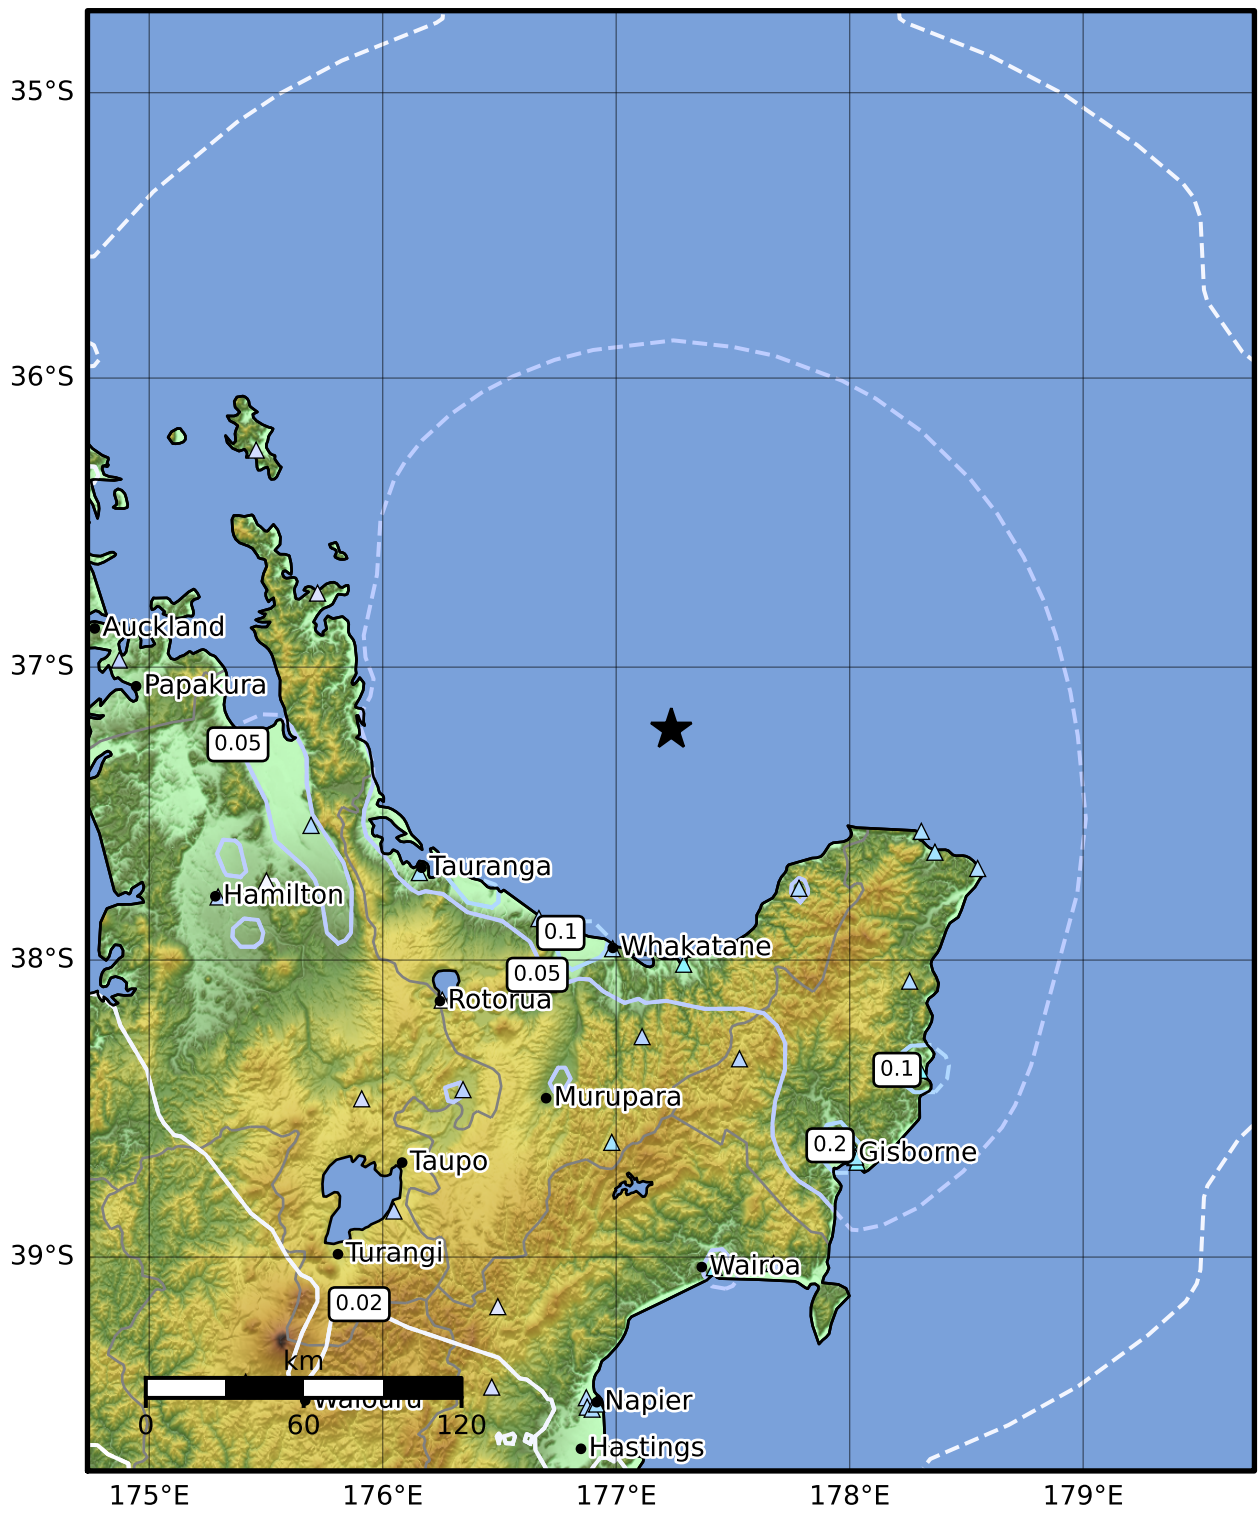 35°S
36°S
Auckland
37°S
Papakura
0.05
Tauranga
Hamilton
0.1
Whakatane
38°S
0.05
Rotorua
0.1
Murupara
0.2
Gisborne
Taupo
Turangi
39°S
Wairoa
0.02
km
Waiouru
Napier
0
60
120
Hastings
175°E
176°E
177°E
178°E
179°E